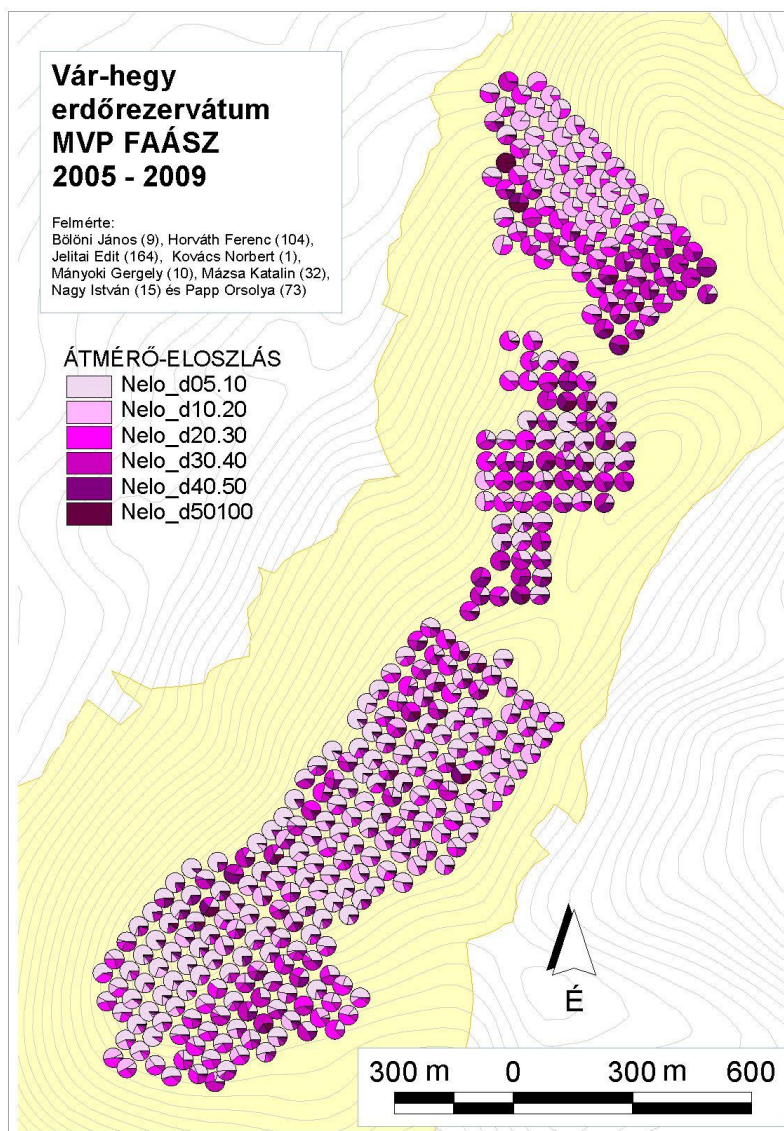 Vár-hegy
erdőrezervátum
MVP FAÁSZ
2005 - 2009
Felmérte:
Bölöni János (9), Horváth Ferenc (104),
Jelitai Edit (164), Kovács Norbert (1),
Mányoki Gergely (10), Mázsa Katalin (32),
Nagy István (15) és Papp Orsolya (73)
ÁTMÉRŐ-ELOSZLÁS
Nelo_d05.10
Nelo_d10.20
Nelo_d20.30
Nelo_d30.40
Nelo_d40.50
Nelo_d50100
É
300 m 0 300 m 600